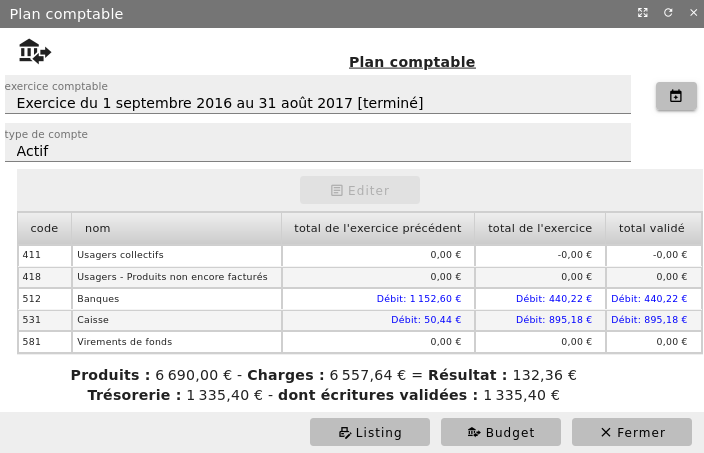 Plan comptable
Plan comptable
exercice comptable
Exercice du 1 septembre 2016 au 31 août 2017 [terminé]
type de compte
Actif
Editer
code nom total de l'exercice précédent total de l'exercice total validé
411 Usagers collectifs 0,00 € -0,00 € -0,00 €
418 Usagers - Produits non encore facturés 0,00 € 0,00 € 0,00 €
512 Banques Débit: 1 152,60 € Débit: 440,22 € Débit: 440,22 €
531 Caisse Débit: 50,44 € Débit: 895,18 € Débit: 895,18 €
581 Virements de fonds 0,00 € 0,00 € 0,00 €
Produits : 6 690,00 € - Charges : 6 557,64 € = Résultat : 132,36 €
Trésorerie : 1 335,40 € - dont écritures validées : 1 335,40 €
Listing Budget Fermer